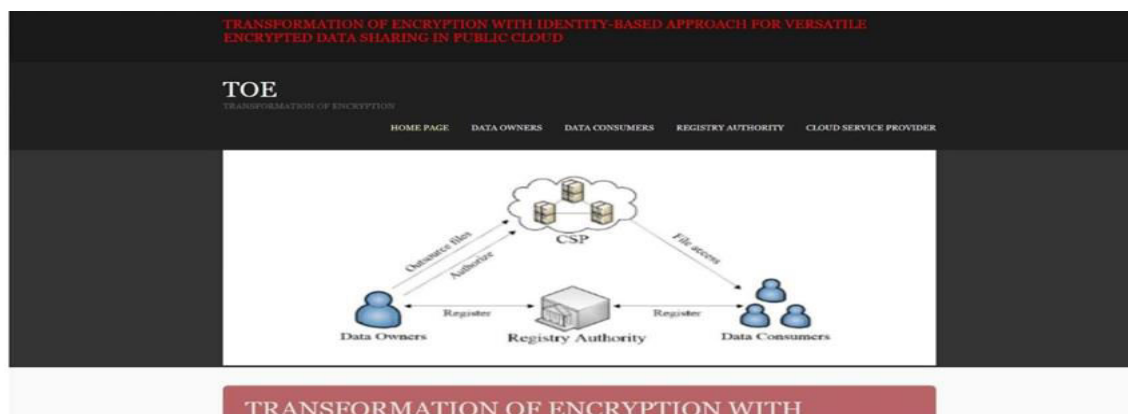 TRANSFORMATION OF ENCRYPTION WITH IDENTITY-BASED APPROACH FOR VERSATILE
ENCRYPTED DATA SHARING IN PUBLIC CLOUD
TOE
TRANSFORMATION OF ENCRYPTION
HOME PAGE DATA OWNERS DATA CONSUMERS REGISTRY AUTHORITY CLOUD SERVICE PROVIDER
CSP
Outsource files
Authorize
File access
Register
Register
Data Owners
Registry Authority
Data Consumers
TRANSFORMATION OF ENCRYPTION WITH